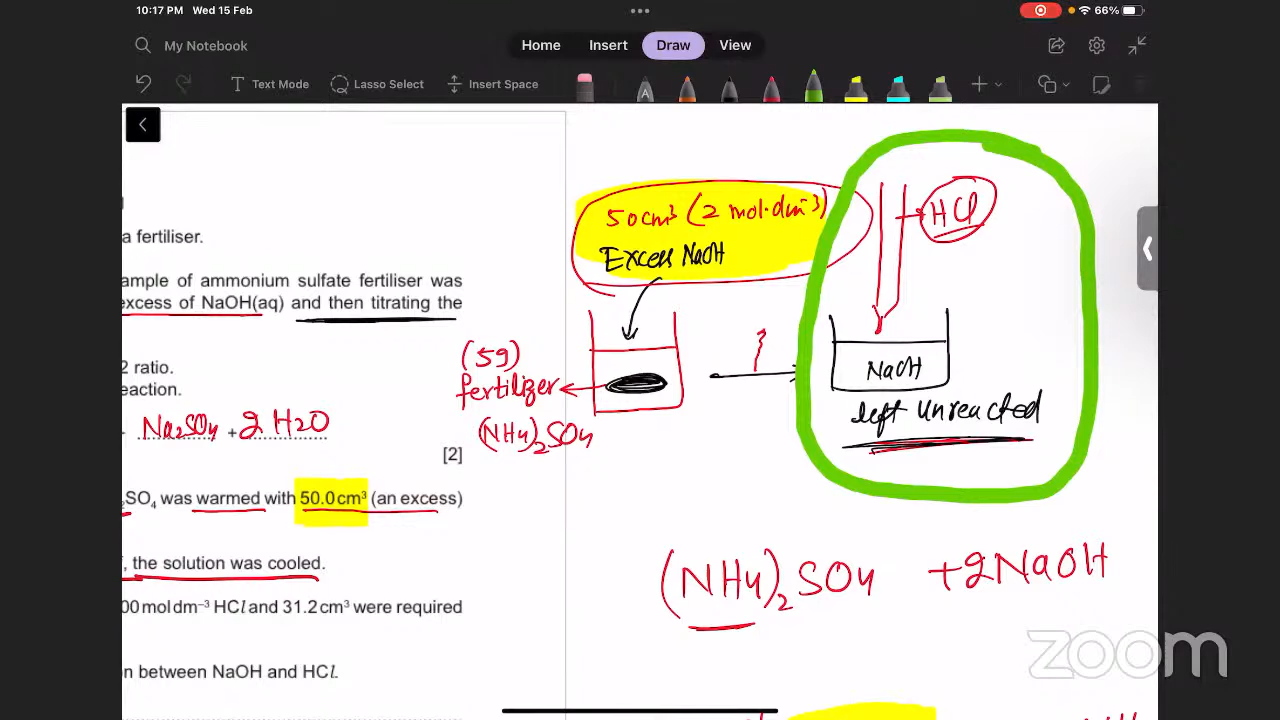 10:17 PM Wed 15 Feb
66%
My Notebook
Home Insert Draw View
Text Mode Lasso Select Insert Space
a fertiliser.
ample of ammonium sulfate fertiliser was
excess of NaOH(aq) and then titrating the
2 ratio.
eaction.
Na2SO4 + 2 H2O
[2]
SO4 was warmed with 50.0 cm³ (an excess)
, the solution was cooled.
00 mol dm⁻³ HCl and 31.2 cm³ were required
n between NaOH and HCl.
50cm³ (2 mol.dm⁻³)
Excess NaOH
HCl
(5g)
fertilizer
(NH4)2SO4
NaOH
left unreacted
(NH4)2SO4 + 2NaOH
zoom